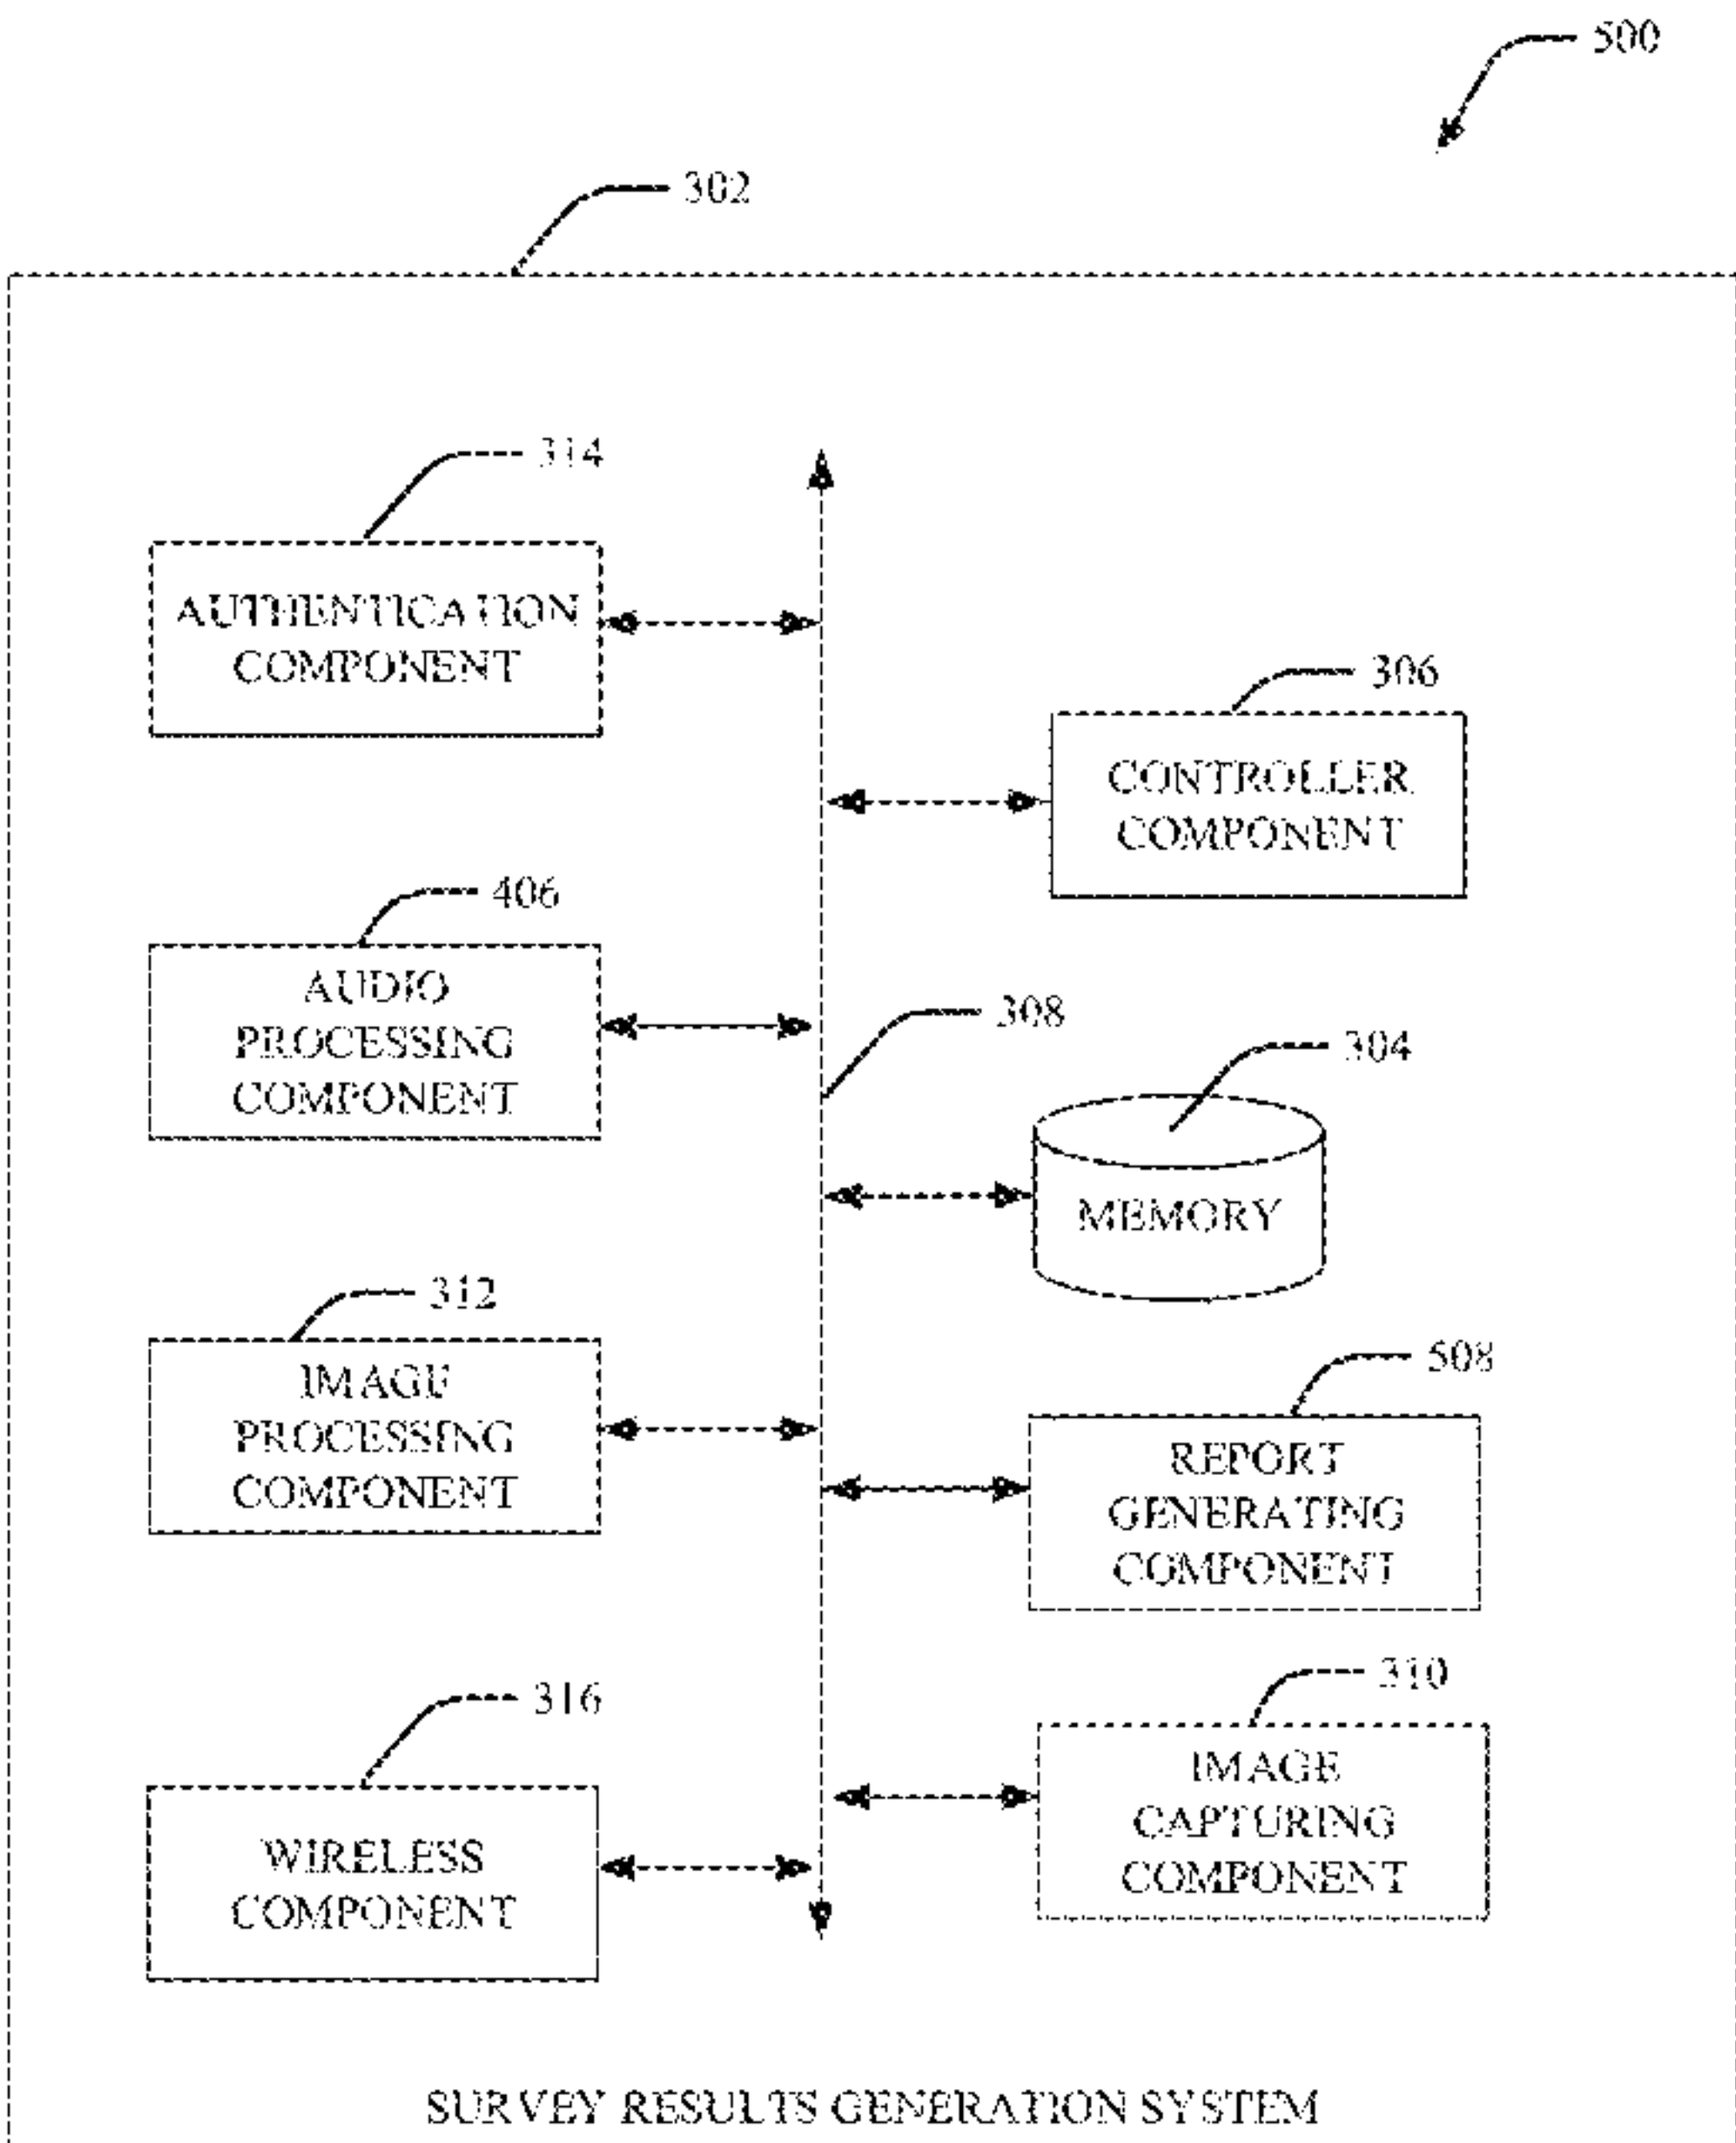 500
302
314
AUTHENTICATION
COMPONENT
306
CONTROLLER
COMPONENT
406
AUDIO
PROCESSING
COMPONENT
308
304
MEMORY
312
IMAGE
PROCESSING
COMPONENT
508
REPORT
GENERATING
COMPONENT
310
IMAGE
CAPTURING
COMPONENT
316
WIRELESS
COMPONENT
SURVEY RESULTS GENERATION SYSTEM